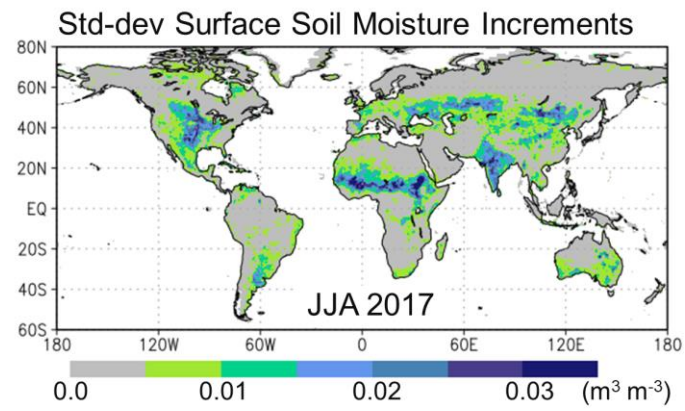 Std-dev Surface Soil Moisture Increments
80N
60N
40N
20N
EQ
20S
40S
60S
JJA 2017
180 120W 60W 0 60E 120E 180
0.0 0.01 0.02 0.03 (m³ m⁻³)